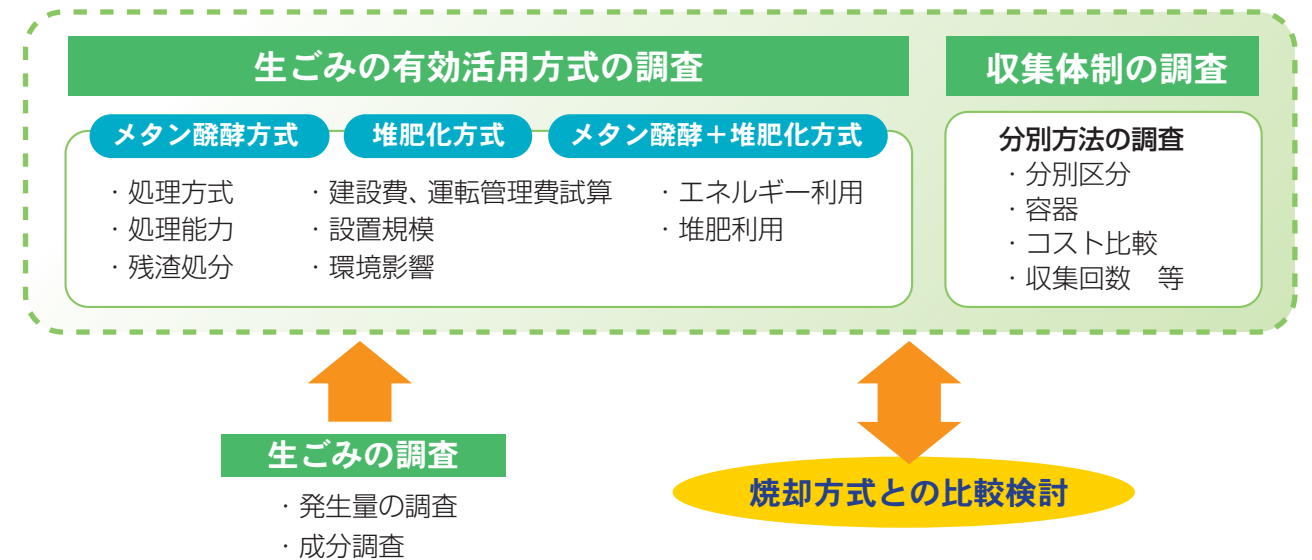 生ごみの有効活用方式の調査
メタン醗酵方式
堆肥化方式
メタン醗酵＋堆肥化方式
・処理方式
・処理能力
・残渣処分
・建設費、運転管理費試算
・設置規模
・環境影響
・エネルギー利用
・堆肥利用
収集体制の調査
分別方法の調査
・分別区分
・容器
・コスト比較
・収集回数　等
生ごみの調査
・発生量の調査
・成分調査
焼却方式との比較検討